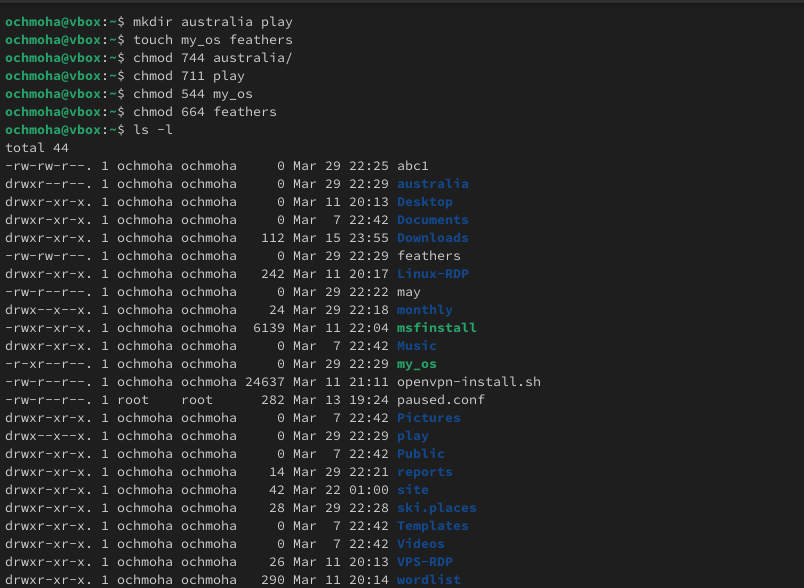 ochmoha@vbox:~$ mkdir australia play
ochmoha@vbox:~$ touch my_os feathers
ochmoha@vbox:~$ chmod 744 australia/
ochmoha@vbox:~$ chmod 711 play
ochmoha@vbox:~$ chmod 544 my_os
ochmoha@vbox:~$ chmod 664 feathers
ochmoha@vbox:~$ ls -l
total 44
-rw-rw-r--. 1 ochmoha ochmoha     0 Mar 29 22:25 abc1
drwxr--r--. 1 ochmoha ochmoha     0 Mar 29 22:29 australia
drwxr-xr-x. 1 ochmoha ochmoha     0 Mar 11 20:13 Desktop
drwxr-xr-x. 1 ochmoha ochmoha     0 Mar  7 22:42 Documents
drwxr-xr-x. 1 ochmoha ochmoha   112 Mar 15 23:55 Downloads
-rw-rw-r--. 1 ochmoha ochmoha     0 Mar 29 22:29 feathers
drwxr-xr-x. 1 ochmoha ochmoha   242 Mar 11 20:17 Linux-RDP
-rw-r--r--. 1 ochmoha ochmoha     0 Mar 29 22:22 may
drwx--x--x. 1 ochmoha ochmoha    24 Mar 29 22:18 monthly
-rwxr-xr-x. 1 ochmoha ochmoha  6139 Mar 11 22:04 msfinstall
drwxr-xr-x. 1 ochmoha ochmoha     0 Mar  7 22:42 Music
-r-xr--r--. 1 ochmoha ochmoha     0 Mar 29 22:29 my_os
-rw-r--r--. 1 ochmoha ochmoha 24637 Mar 11 21:11 openvpn-install.sh
-rw-r--r--. 1 root    root      282 Mar 13 19:24 paused.conf
drwxr-xr-x. 1 ochmoha ochmoha     0 Mar  7 22:42 Pictures
drwx--x--x. 1 ochmoha ochmoha     0 Mar 29 22:29 play
drwxr-xr-x. 1 ochmoha ochmoha     0 Mar  7 22:42 Public
drwxr-xr-x. 1 ochmoha ochmoha    14 Mar 29 22:21 reports
drwxr-xr-x. 1 ochmoha ochmoha    42 Mar 22 01:00 site
drwxr-xr-x. 1 ochmoha ochmoha    28 Mar 29 22:28 ski.places
drwxr-xr-x. 1 ochmoha ochmoha     0 Mar  7 22:42 Templates
drwxr-xr-x. 1 ochmoha ochmoha     0 Mar  7 22:42 Videos
drwxr-xr-x. 1 ochmoha ochmoha    26 Mar 11 20:13 VPS-RDP
drwxr-xr-x. 1 ochmoha ochmoha   290 Mar 11 20:14 wordlist